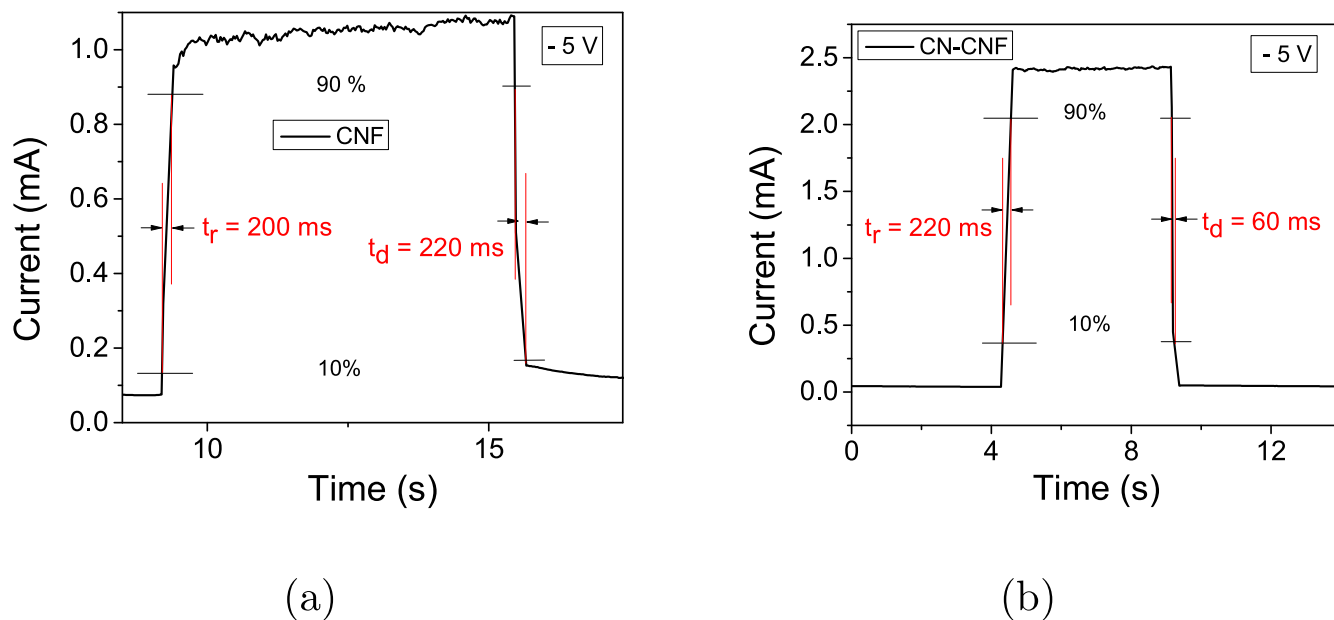 1.0
0.8
0.6
0.4
0.2
0.0
Current (mA)
- 5 V
90 %
CNF
t_r = 200 ms
t_d = 220 ms
10%
10
15
Time (s)
(a)
2.5
2.0
1.5
1.0
0.5
0.0
Current (mA)
CN-CNF
- 5 V
90%
t_r = 220 ms
t_d = 60 ms
10%
0
4
8
12
Time (s)
(b)